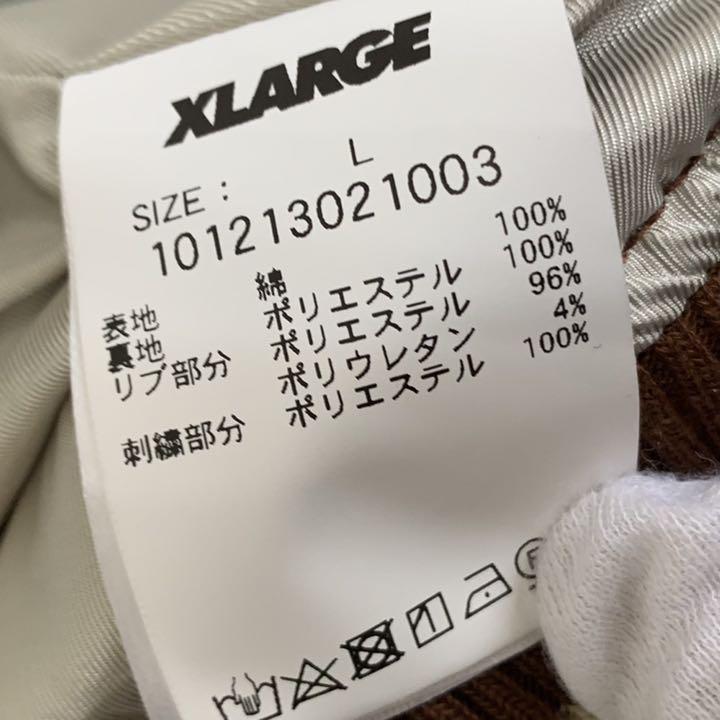 XLARGE
SIZE : L
101213021003
表地 綿 100%
裏地 ポリエステル 100%
リブ部分 ポリエステル 96%
ポリウレタン 4%
刺繍部分 ポリエステル 100%